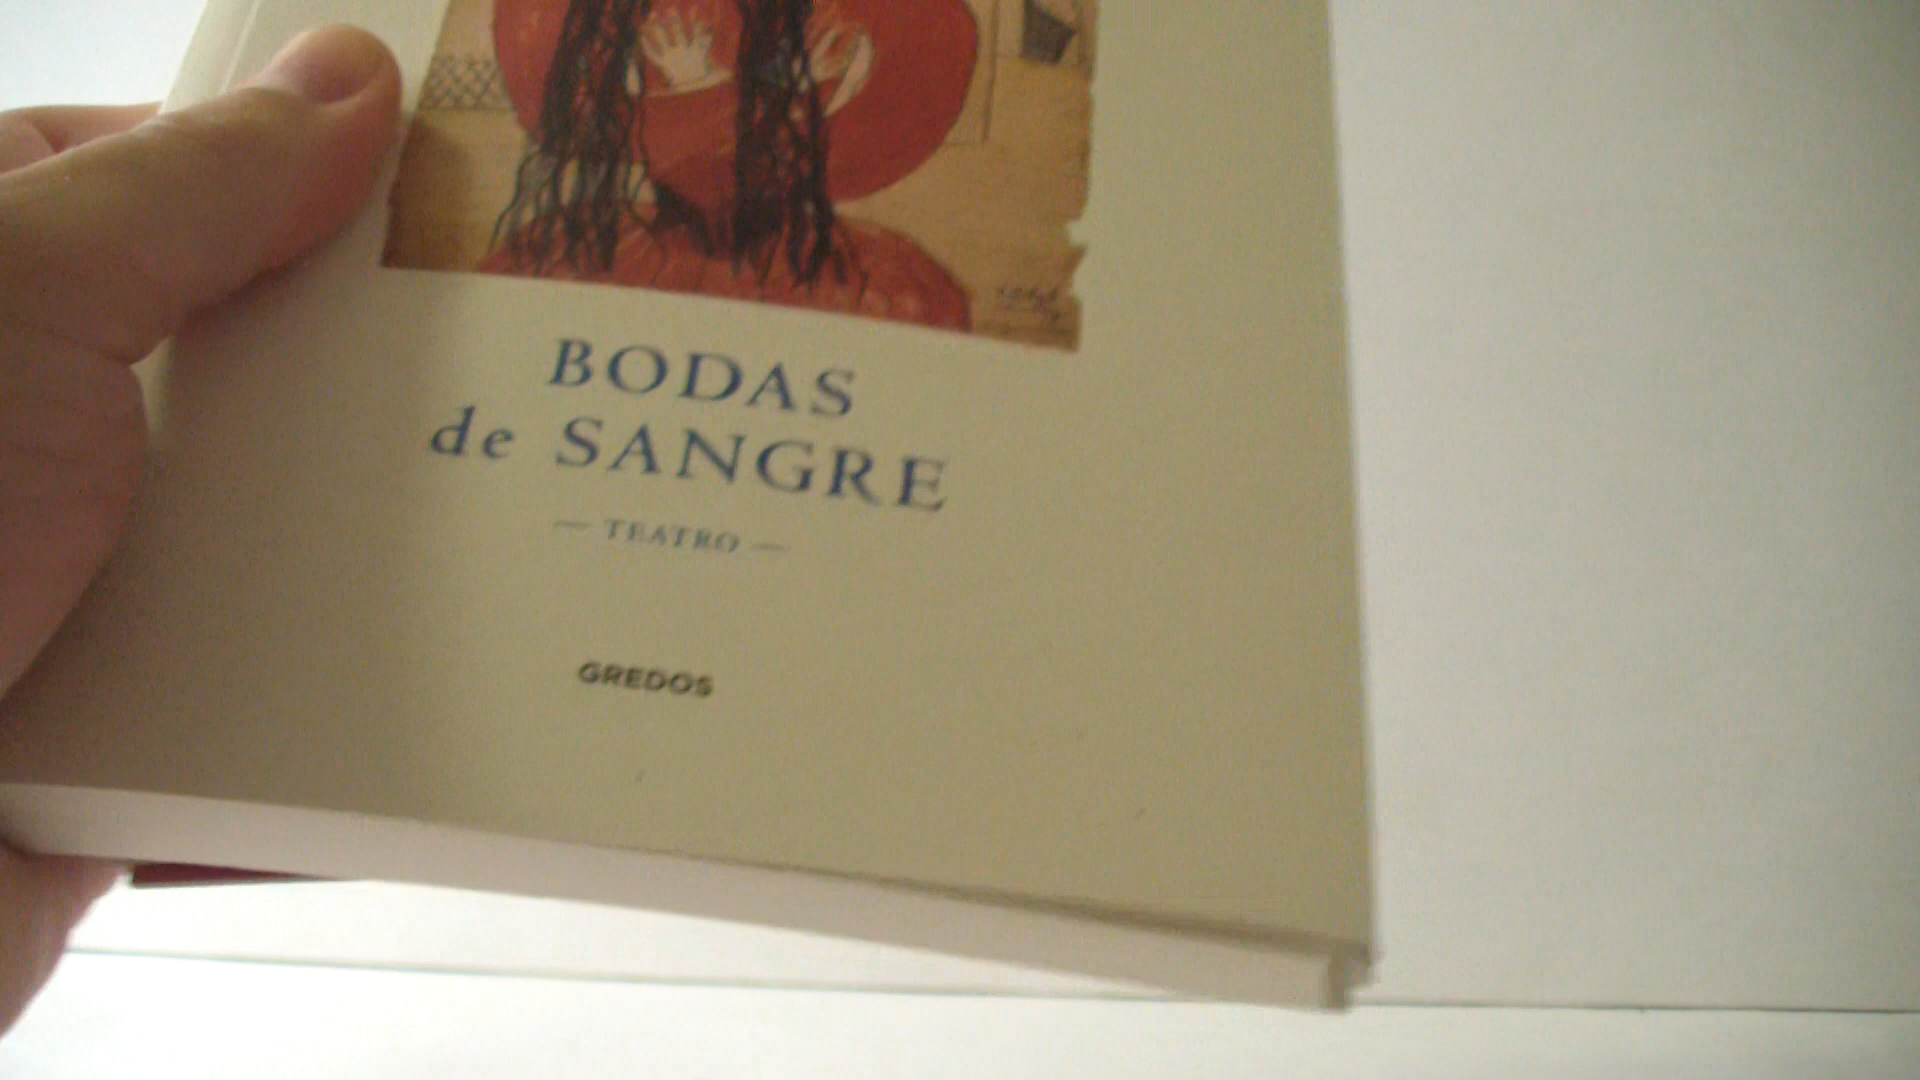 BODAS
de SANGRE
— TEATRO —
GREDOS